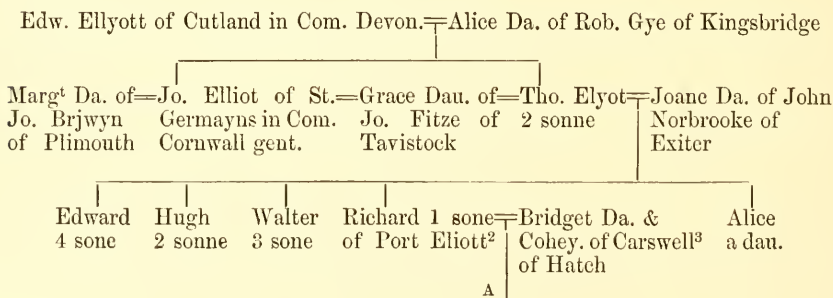 Edw. Ellyott of Cutland in Com. Devon.=Alice Da. of Rob. Gye of Kingsbridge
Margt Da. of=Jo. Elliot of St.=Grace Dau. of=Tho. Elyot=Joane Da. of John
Jo. Brjwyn Germayns in Com. Jo. Fitze of 2 sonne Norbrooke of
of Plimouth Cornwall gent. Tavistock Exiter
Edward Hugh Walter Richard 1 sone=Bridget Da. &
4 sone 2 sonne 3 sone of Port Eliott² Cohey. of Carswell³
of Hatch
Alice
a dau.
A